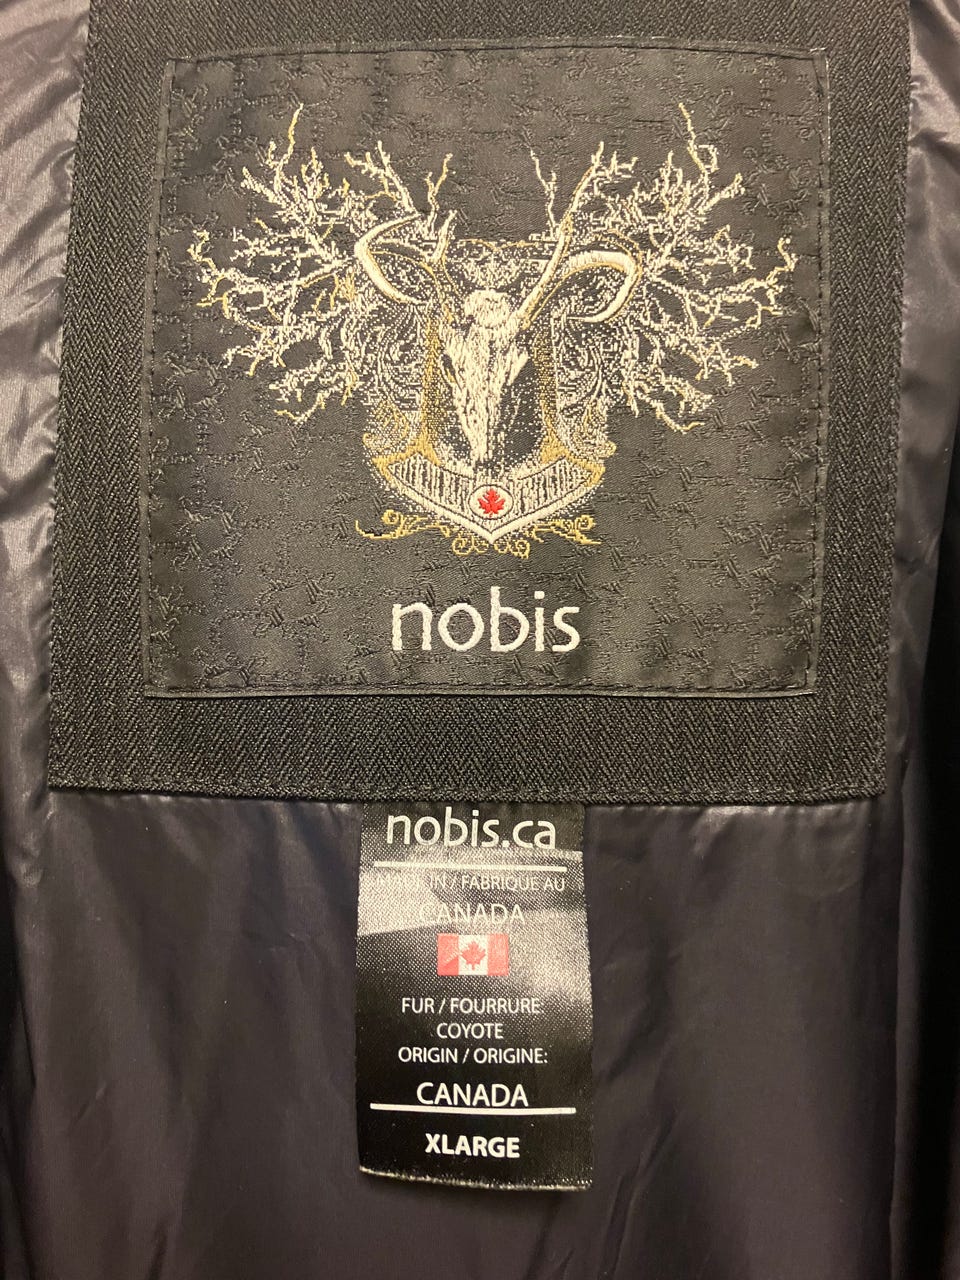 nobis
nobis.ca
MADE IN / FABRIQUE AU
CANADA
FUR / FOURRURE
COYOTE
ORIGIN / ORIGINE:
CANADA
XLARGE